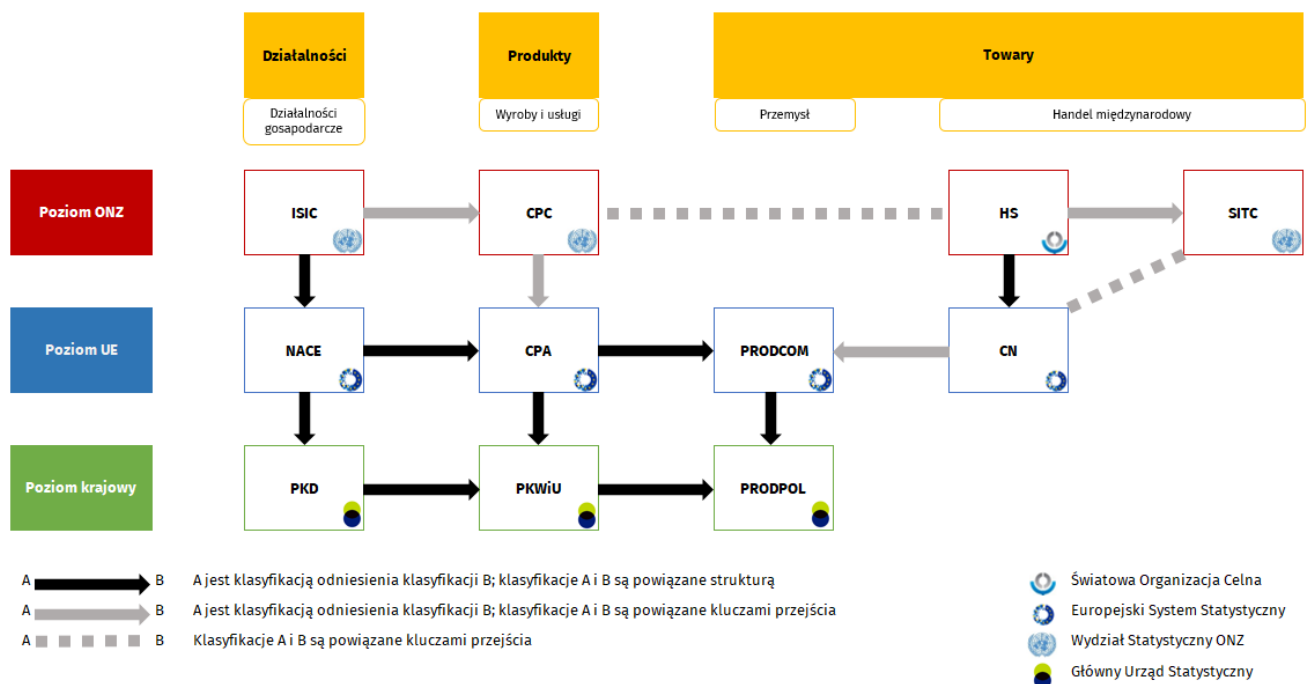 Działalności
Produkty
Towary
Działalności
gosapodarcze
Wyroby i usługi
Przemysł
Handel międzynarodowy
Poziom ONZ
ISIC
CPC
HS
SITC
Poziom UE
NACE
CPA
PRODCOM
CN
Poziom krajowy
PKD
PKWiU
PRODPOL
A B A jest klasyfikacją odniesienia klasyfikacji B; klasyfikacje A i B są powiązane strukturą
A B A jest klasyfikacją odniesienia klasyfikacji B; klasyfikacje A i B są powiązane kluczami przejścia
A B Klasyfikacje A i B są powiązane kluczami przejścia
Światowa Organizacja Celna
Europejski System Statystyczny
Wydział Statystyczny ONZ
Główny Urząd Statystyczny